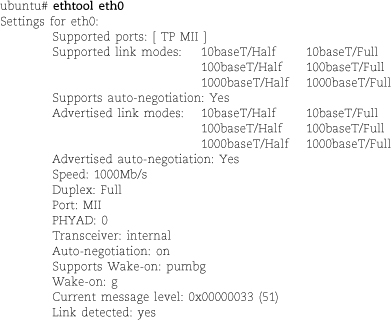 ubuntu# ethtool eth0
Settings for eth0:
Supported ports: [ TP MII ]
Supported link modes: 10baseT/Half 10baseT/Full
100baseT/Half 100baseT/Full
1000baseT/Half 1000baseT/Full
Supports auto-negotiation: Yes
Advertised link modes: 10baseT/Half 10baseT/Full
100baseT/Half 100baseT/Full
1000baseT/Half 1000baseT/Full
Advertised auto-negotiation: Yes
Speed: 1000Mb/s
Duplex: Full
Port: MII
PHYAD: 0
Transceiver: internal
Auto-negotiation: on
Supports Wake-on: pumbg
Wake-on: g
Current message level: 0x00000033 (51)
Link detected: yes